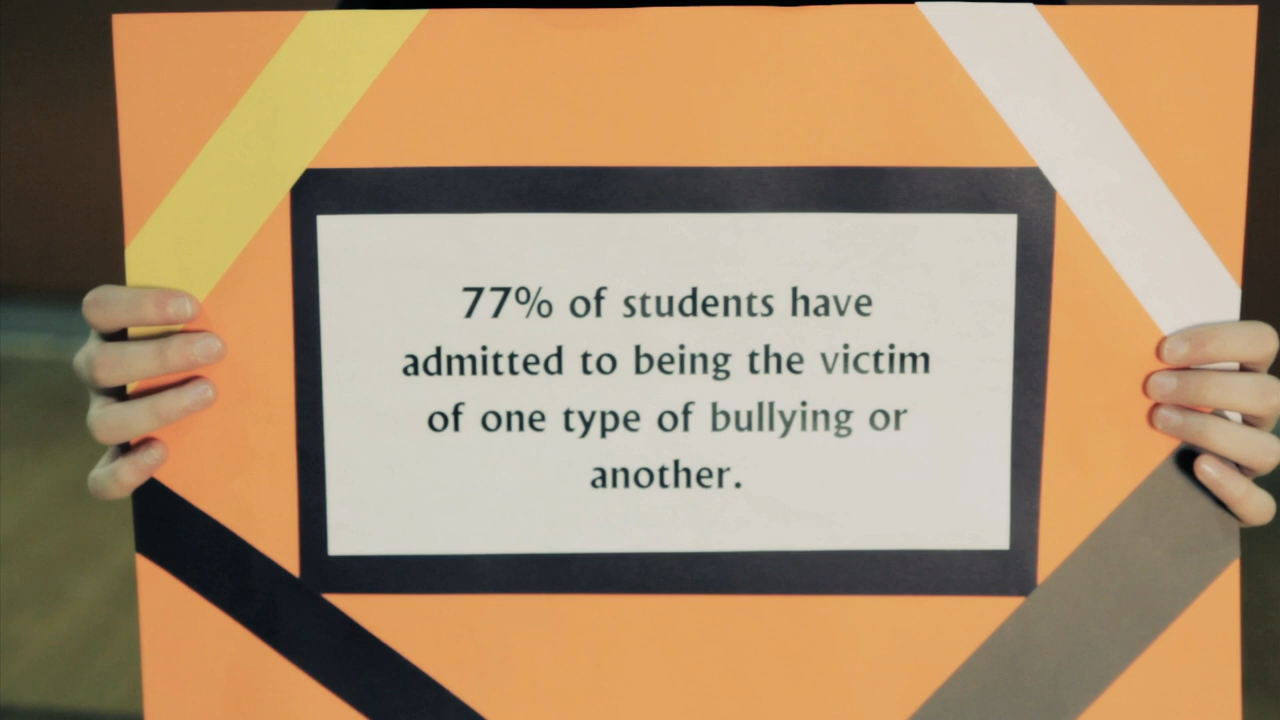 77% of students have
admitted to being the victim
of one type of bullying or
another.